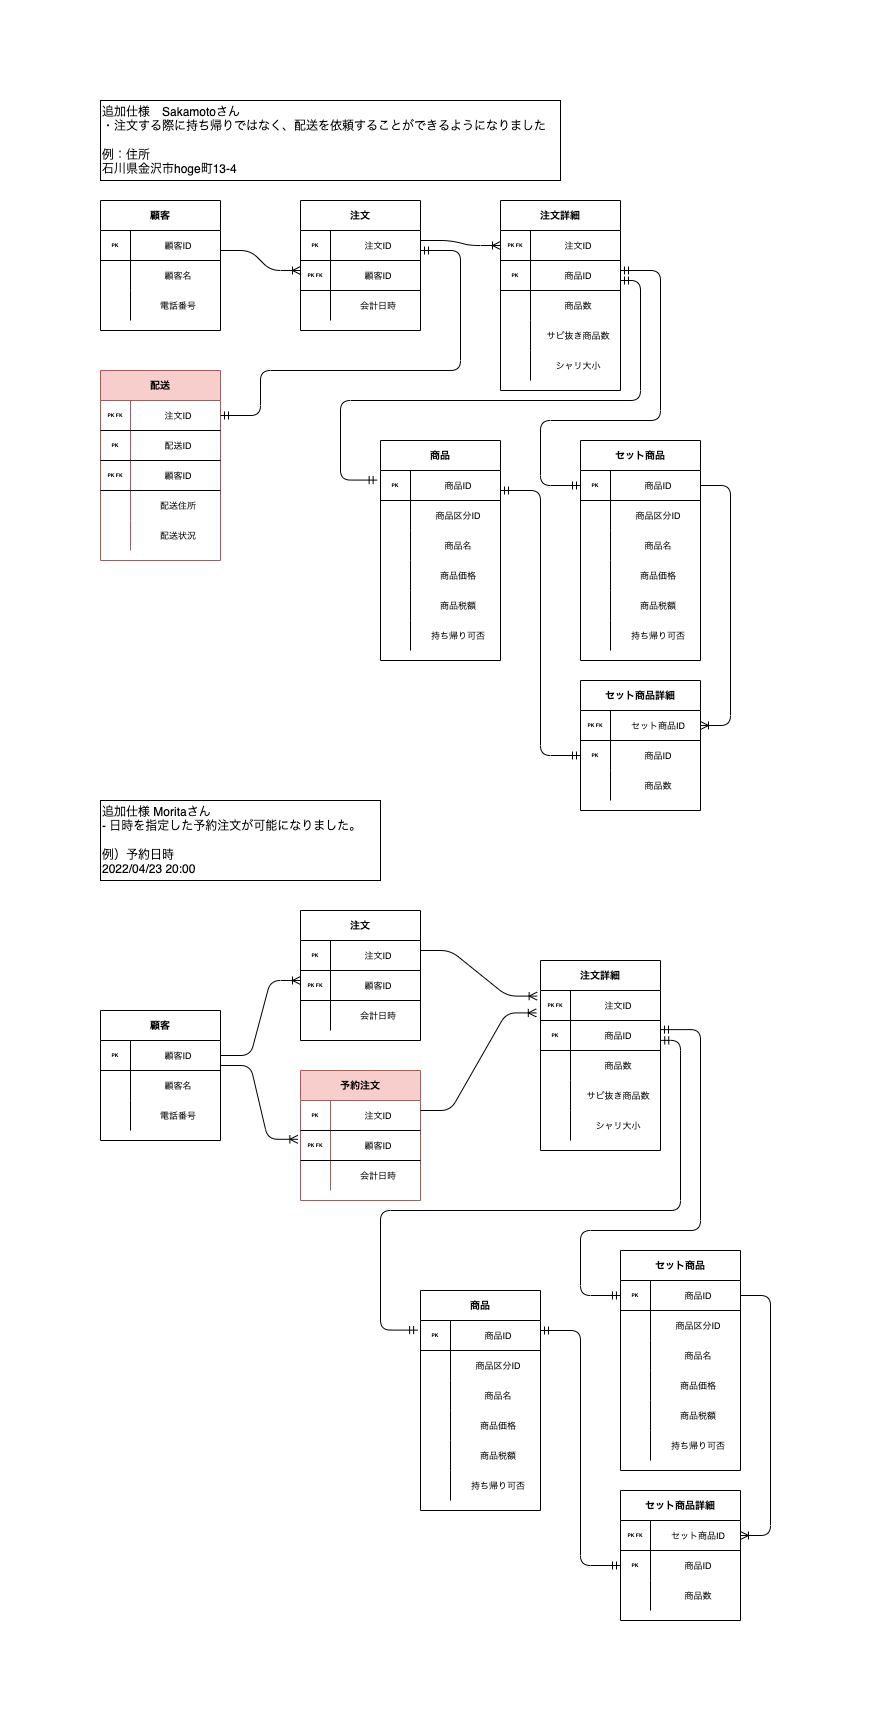 追加仕様　Sakamotoさん
・注文する際に持ち帰りではなく、配送を依頼することができるようになりました
例：住所
石川県金沢市hoge町13-4
顧客
PK 顧客ID
顧客名
電話番号
注文
PK 注文ID
PK FK 顧客ID
会計日時
注文詳細
PK FK 注文ID
PK 商品ID
商品数
サビ抜き商品数
シャリ大小
配送
PK FK 注文ID
PK 配送ID
PK FK 顧客ID
配送住所
配送状況
商品
PK 商品ID
商品区分ID
商品名
商品価格
商品税額
持ち帰り可否
セット商品
PK 商品ID
商品区分ID
商品名
商品価格
商品税額
持ち帰り可否
セット商品詳細
PK FK セット商品ID
PK 商品ID
商品数
追加仕様 Moritaさん
- 日時を指定した予約注文が可能になりました。
例）予約日時
2022/04/23 20:00
注文
PK 注文ID
PK FK 顧客ID
会計日時
注文詳細
PK FK 注文ID
PK 商品ID
商品数
サビ抜き商品数
シャリ大小
顧客
PK 顧客ID
顧客名
電話番号
予約注文
PK 注文ID
PK FK 顧客ID
会計日時
セット商品
PK 商品ID
商品区分ID
商品名
商品価格
商品税額
持ち帰り可否
商品
PK 商品ID
商品区分ID
商品名
商品価格
商品税額
持ち帰り可否
セット商品詳細
PK FK セット商品ID
PK 商品ID
商品数